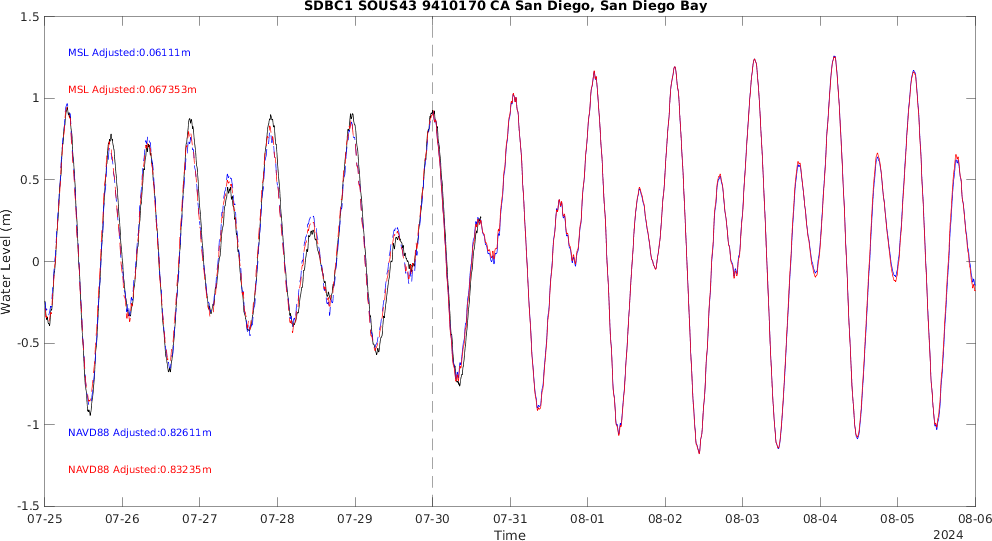 SDBC1 SOUS43 9410170 CA San Diego, San Diego Bay
1.5
MSL Adjusted:0.06111m
1
MSL Adjusted:0.067353m
0.5
Water Level (m)
0
-0.5
-1
NAVD88 Adjusted:0.82611m
NAVD88 Adjusted:0.83235m
-1.5
07-25 07-26 07-27 07-28 07-29 07-30 07-31 08-01 08-02 08-03 08-04 08-05 08-06
Time
2024